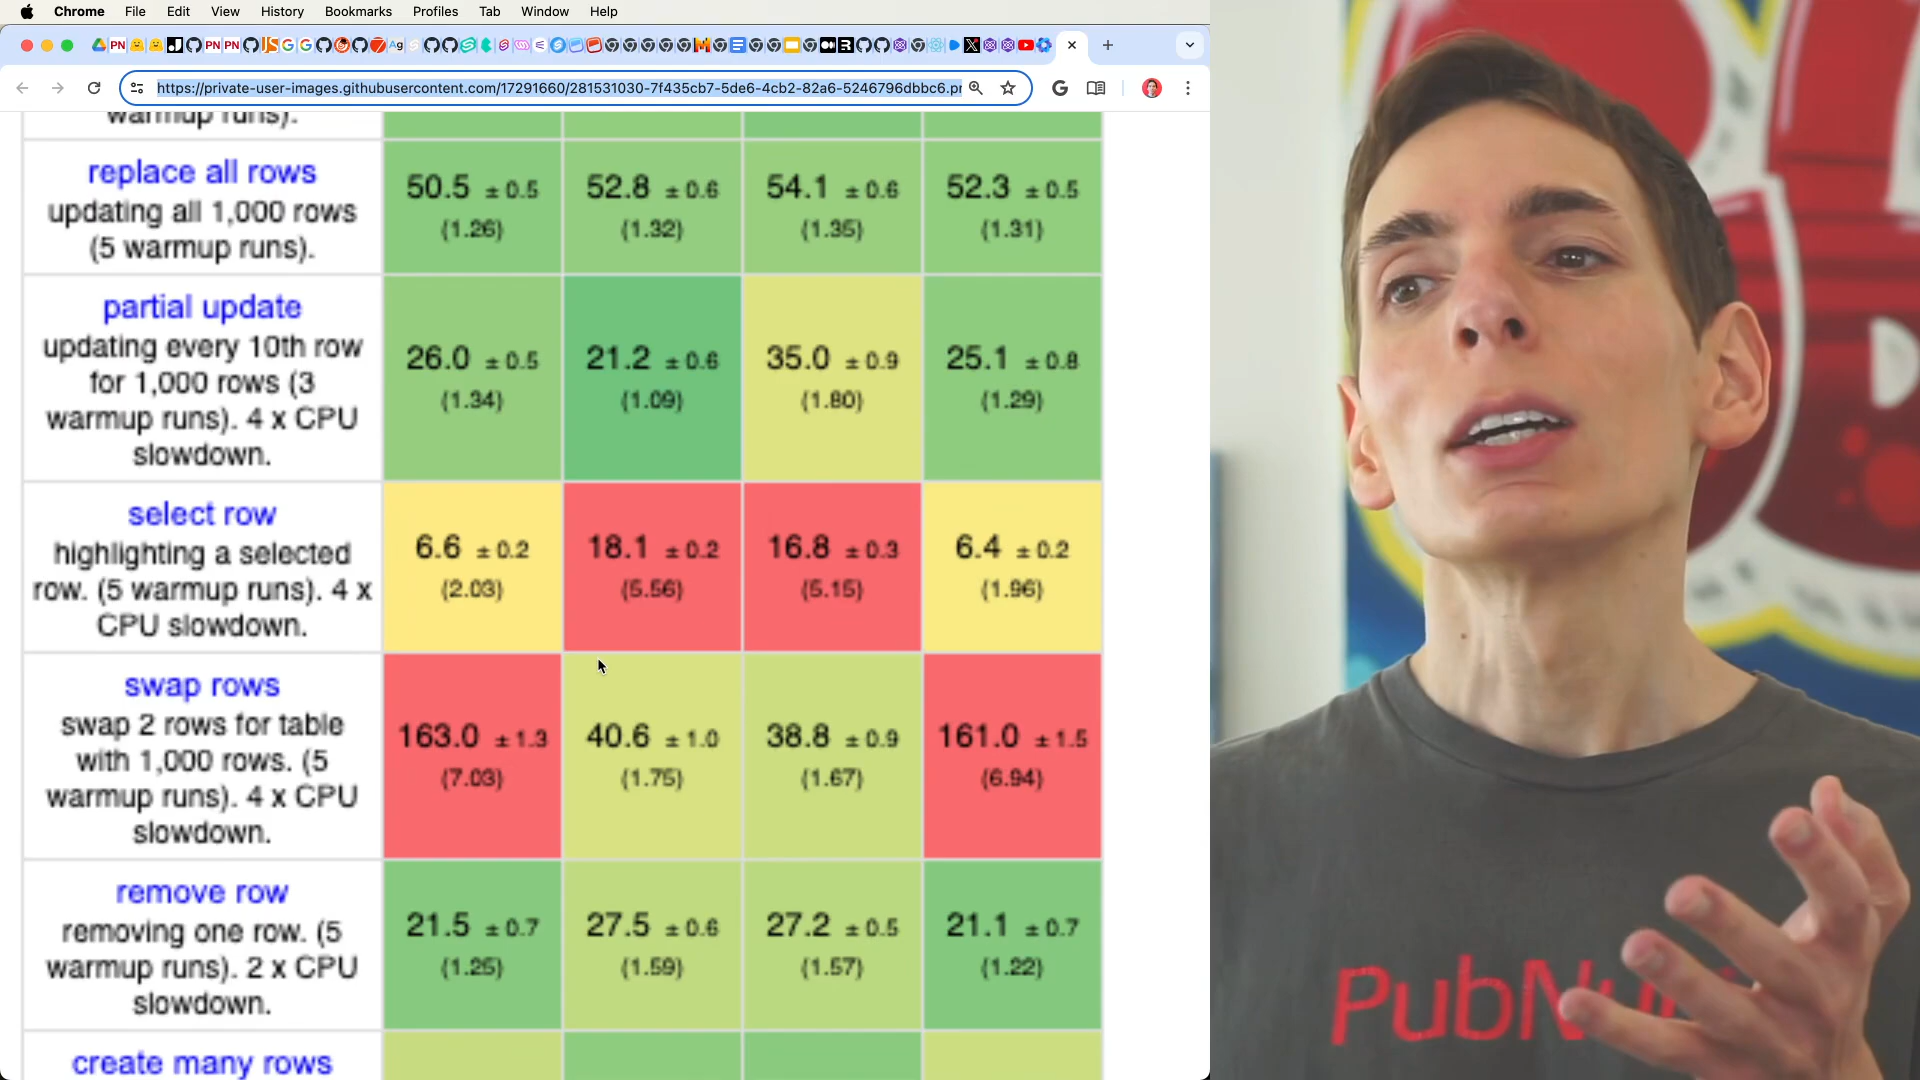 Chrome File Edit View History Bookmarks Profiles Tab Window Help
https://private-user-images.githubusercontent.com/17291660/281531030-7f435cb7-5de6-4cb2-82a6-5246796dbbc6.pr
warmup runs).
replace all rows
updating all 1,000 rows
(5 warmup runs).
50.5 ± 0.5
(1.26)
52.8 ± 0.6
(1.32)
54.1 ± 0.6
(1.35)
52.3 ± 0.5
(1.31)
partial update
updating every 10th row
for 1,000 rows (3
warmup runs). 4 x CPU
slowdown.
26.0 ± 0.5
(1.34)
21.2 ± 0.6
(1.09)
35.0 ± 0.9
(1.80)
25.1 ± 0.8
(1.29)
select row
highlighting a selected
row. (5 warmup runs). 4 x
CPU slowdown.
6.6 ± 0.2
(2.03)
18.1 ± 0.2
(5.56)
16.8 ± 0.3
(5.15)
6.4 ± 0.2
(1.96)
swap rows
swap 2 rows for table
with 1,000 rows. (5
warmup runs). 4 x CPU
slowdown.
163.0 ± 1.3
(7.03)
40.6 ± 1.0
(1.75)
38.8 ± 0.9
(1.67)
161.0 ± 1.5
(6.94)
remove row
removing one row. (5
warmup runs). 2 x CPU
slowdown.
21.5 ± 0.7
(1.25)
27.5 ± 0.6
(1.59)
27.2 ± 0.5
(1.57)
21.1 ± 0.7
(1.22)
create many rows